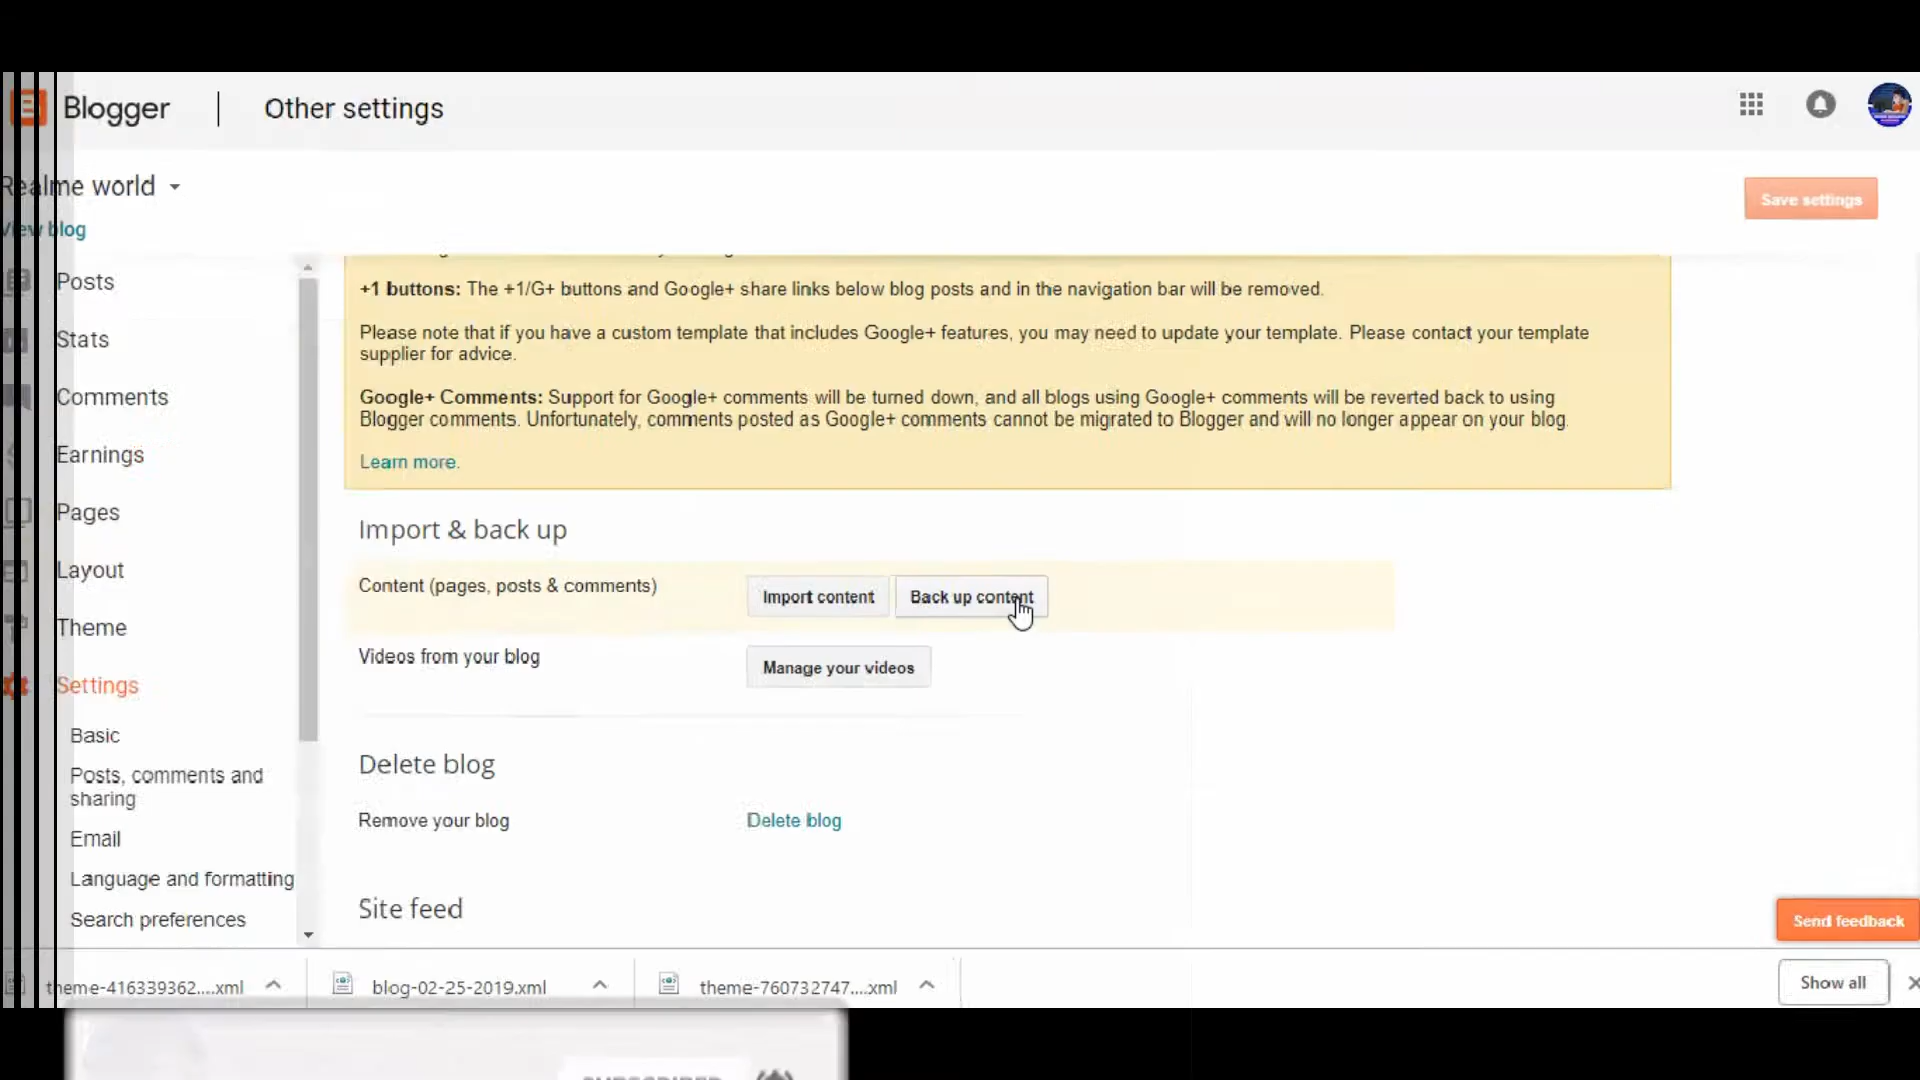 Blogger
Other settings
Realme world
View blog
Save settings
Posts
Stats
Comments
Earnings
Pages
Layout
Theme
Settings
Basic
Posts, comments and
sharing
Email
Language and formatting
Search preferences
+1 buttons: The +1/G+ buttons and Google+ share links below blog posts and in the navigation bar will be removed.
Please note that if you have a custom template that includes Google+ features, you may need to update your template. Please contact your template
supplier for advice.
Google+ Comments: Support for Google+ comments will be turned down, and all blogs using Google+ comments will be reverted back to using
Blogger comments. Unfortunately, comments posted as Google+ comments cannot be migrated to Blogger and will no longer appear on your blog.
Learn more.
Import & back up
Content (pages, posts & comments)
Import content
Back up content
Videos from your blog
Manage your videos
Delete blog
Remove your blog
Delete blog
Site feed
Send feedback
theme-416339362....xml
blog-02-25-2019.xml
theme-760732747....xml
Show all
SUBSCRIBED